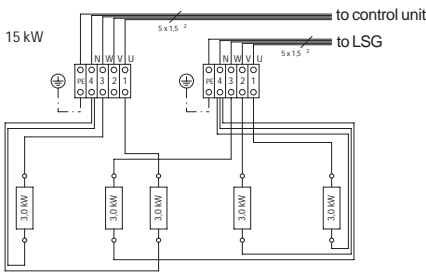 to control unit
5 x 1,5 2
15 kW
to LSG
5 x 1,5 2
N W V U
N W V U
PE 4 3 2 1
PE 4 3 2 1
3,0 kW
3,0 kW
3,0 kW
3,0 kW
3,0 kW